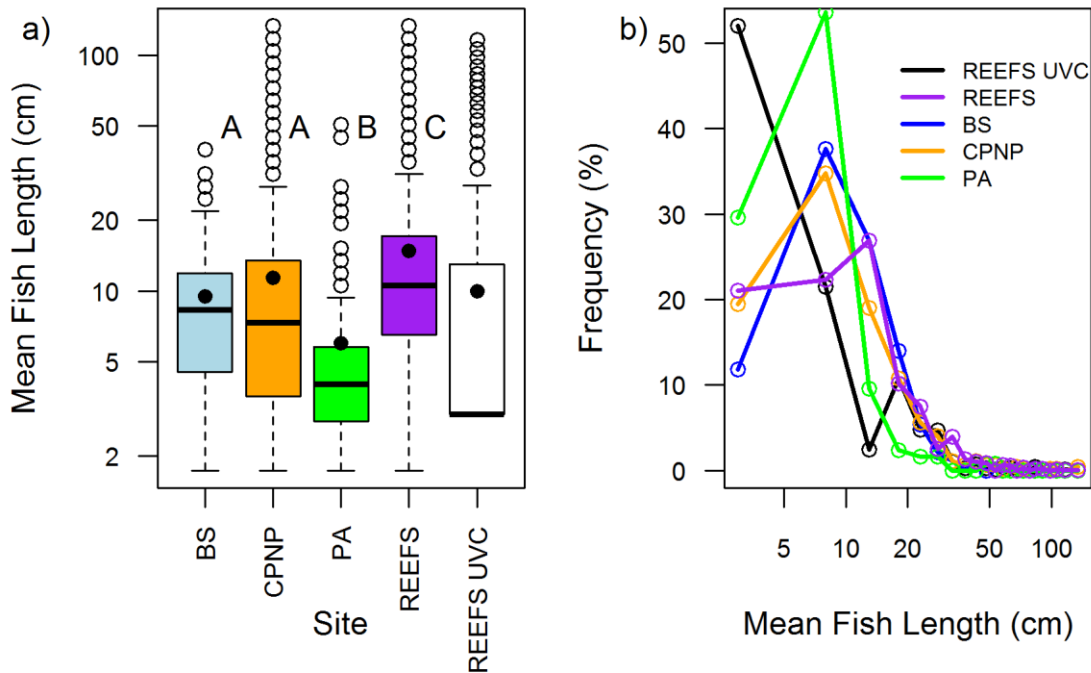 a)
Mean Fish Length (cm)
100
50
20
10
5
2
A
A
B
C
BS
CPNP
PA
REEFS
REEFS UVC
Site
b)
Frequency (%)
50
40
30
20
10
0
REEFS UVC
REEFS
BS
CPNP
PA
5
10
20
50
100
Mean Fish Length (cm)